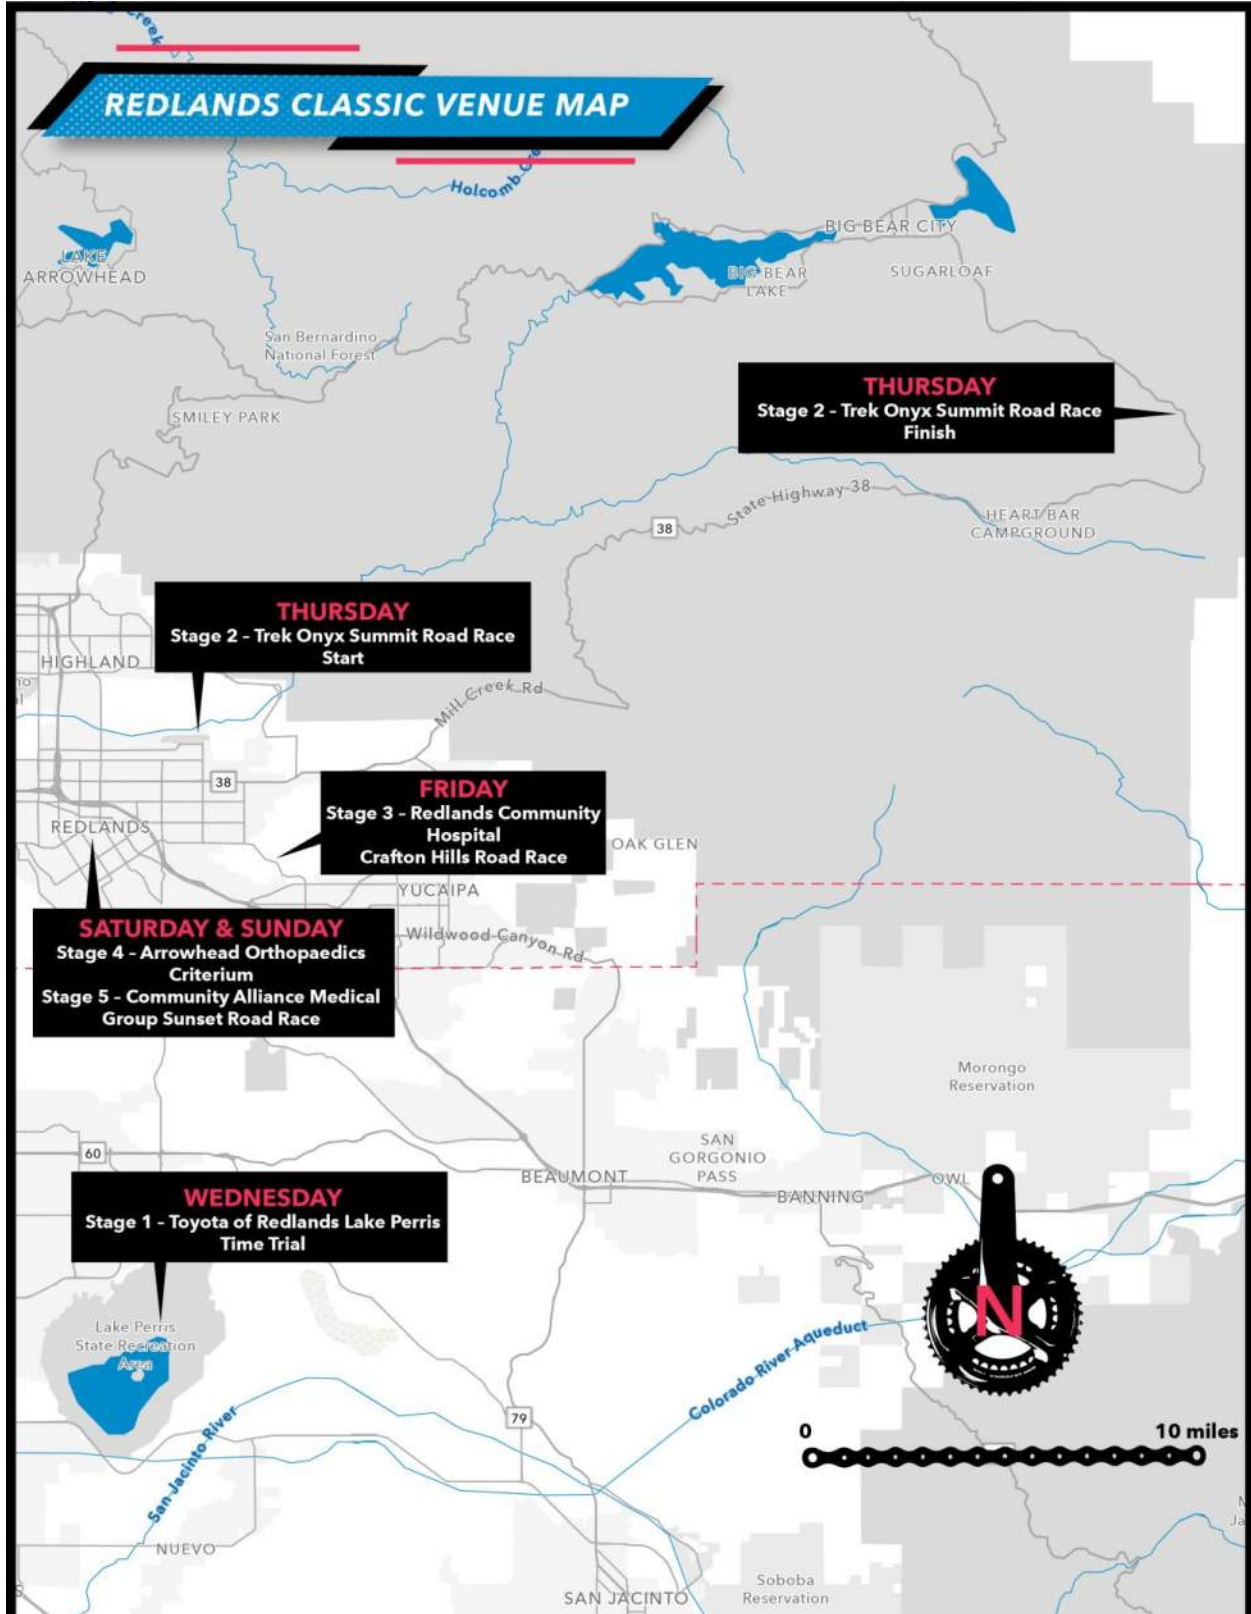 Creek
REDLANDS CLASSIC VENUE MAP
Holcomb Cre
LAKE
ARROWHEAD
BIG BEAR CITY
BIG BEAR
LAKE
SUGARLOAF
San Bernardino
National Forest
SMILEY PARK
THURSDAY
Stage 2 - Trek Onyx Summit Road Race
Finish
State Highway 38
38
HEART BAR
CAMPGROUND
THURSDAY
Stage 2 - Trek Onyx Summit Road Race
Start
HIGHLAND
Mill Creek Rd
38
FRIDAY
Stage 3 - Redlands Community
Hospital
Crafton Hills Road Race
REDLANDS
OAK GLEN
YUCAIPA
Wildwood Canyon Rd
SATURDAY & SUNDAY
Stage 4 - Arrowhead Orthopaedics
Criterium
Stage 5 - Community Alliance Medical
Group Sunset Road Race
Morongo
Reservation
60
SAN
GORGONIO
PASS
BEAUMONT
BANNING
OWL
WEDNESDAY
Stage 1 - Toyota of Redlands Lake Perris
Time Trial
N
Lake Perris
State Recreation
Area
Colorado River Aqueduct
79
San Jacinto River
0
10 miles
NUEVO
Soboba
Reservation
SAN JACINTO